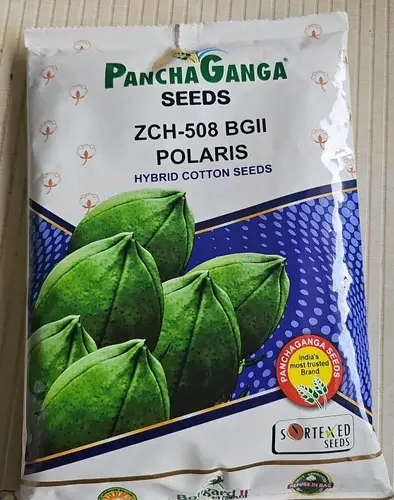 PANCHAGANGA®
SEEDS
ZCH-508 BGII
POLARIS
HYBRID COTTON SEEDS
PANCHAGANGA SEEDS
India's
most trusted
Brand
SORTEXED
SEEDS